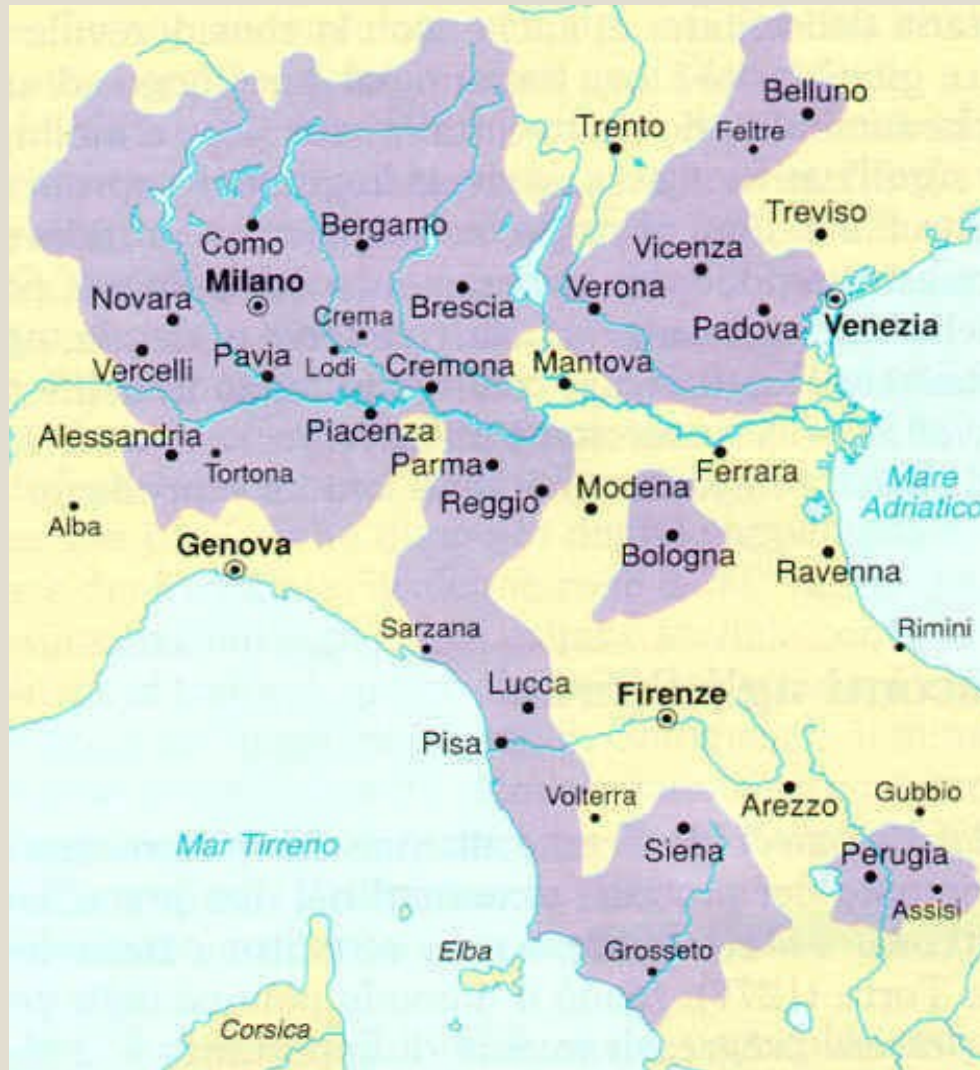 Belluno
Trento
Feltre
Treviso
Como
Bergamo
Vicenza
Milano
Novara
Brescia
Verona
Crema
Padova
Venezia
Vercelli
Pavia
Lodi
Cremona
Mantova
Alessandria
Piacenza
Tortona
Parma
Ferrara
Reggio
Modena
Mare
Adriatico
Alba
Genova
Bologna
Ravenna
Sarzana
Rimini
Lucca
Firenze
Pisa
Volterra
Arezzo
Gubbio
Mar Tirreno
Siena
Perugia
Assisi
Elba
Grosseto
Corsica